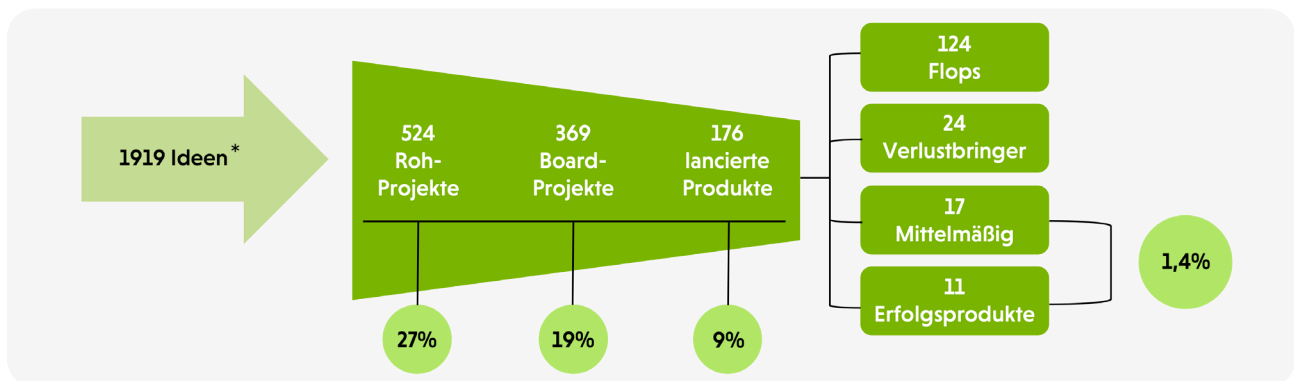 1919 Ideen*
524
Roh-
Projekte
369
Board-
Projekte
176
lancierte
Produkte
27%
19%
9%
124
Flops
24
Verlustbringer
17
Mittelmäßig
11
Erfolgsprodukte
1,4%